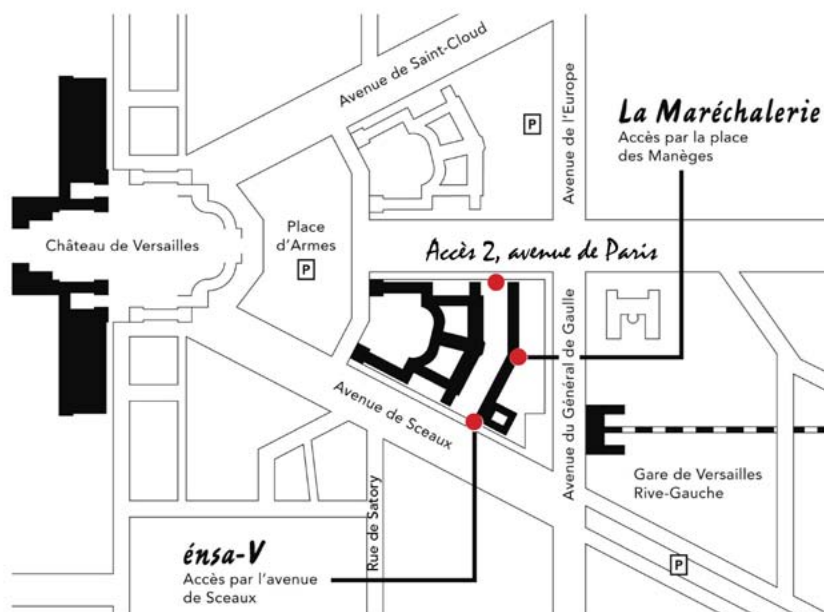 Avenue de Saint-Cloud
P
Avenue de l'Europe
La Maréchalerie
Accès par la place
des Manèges
Château de Versailles
Place
d'Armes
P
Accès 2, avenue de Paris
Avenue du Général de Gaulle
Avenue de Sceaux
Gare de Versailles
Rive-Gauche
Rue de Satory
énsa-V
Accès par l'avenue
de Sceaux
P